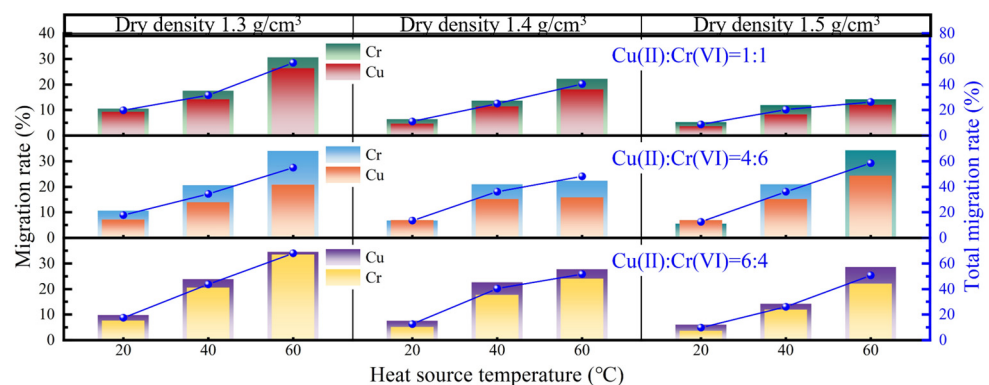 Dry density 1.3 g/cm³ Dry density 1.4 g/cm³ Dry density 1.5 g/cm³
Migration rate (%)
40
30
20
10
0
30
20
10
0
30
20
10
0
Cr
Cu
Cu(II):Cr(VI)=1:1
Cr
Cu
Cu(II):Cr(VI)=4:6
Cu
Cr
Cu(II):Cr(VI)=6:4
80
60
40
20
0
60
40
20
0
60
40
20
0
Total migration rate (%)
20 40 60 20 40 60 20 40 60
Heat source temperature (℃)